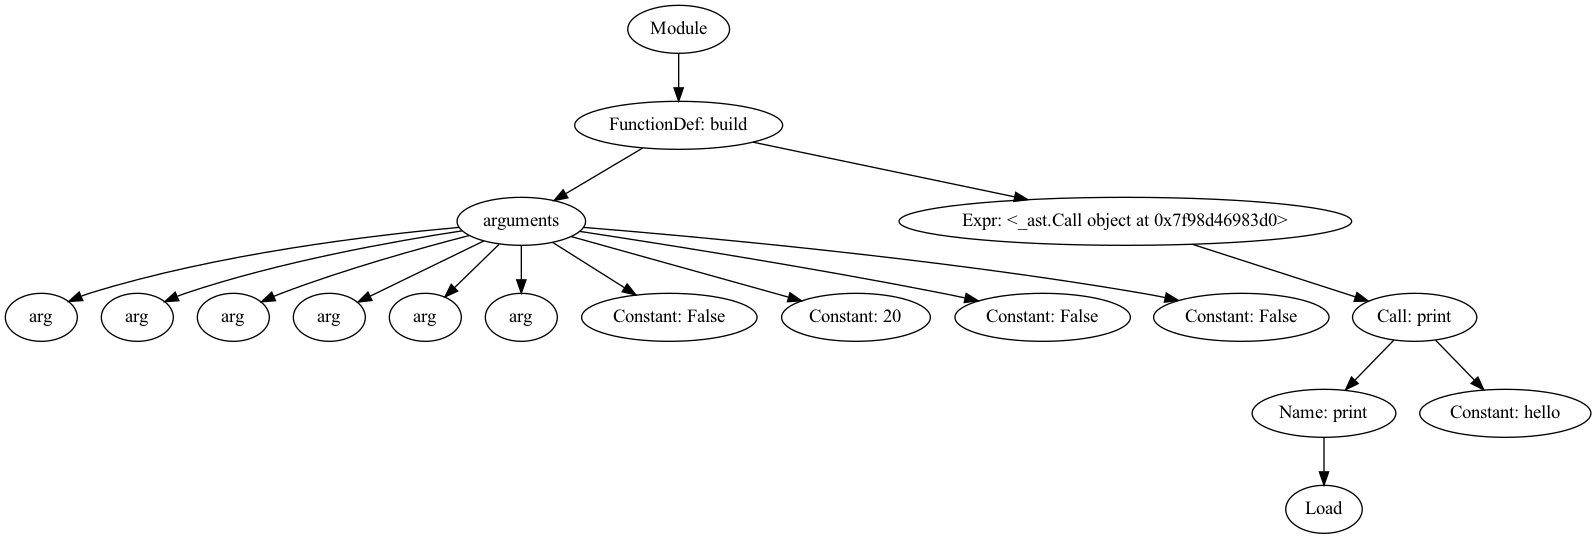 Module
FunctionDef: build
arguments
Expr: <_ast.Call object at 0x7f98d46983d0>
arg
arg
arg
arg
arg
arg
Constant: False
Constant: 20
Constant: False
Constant: False
Call: print
Name: print
Constant: hello
Load